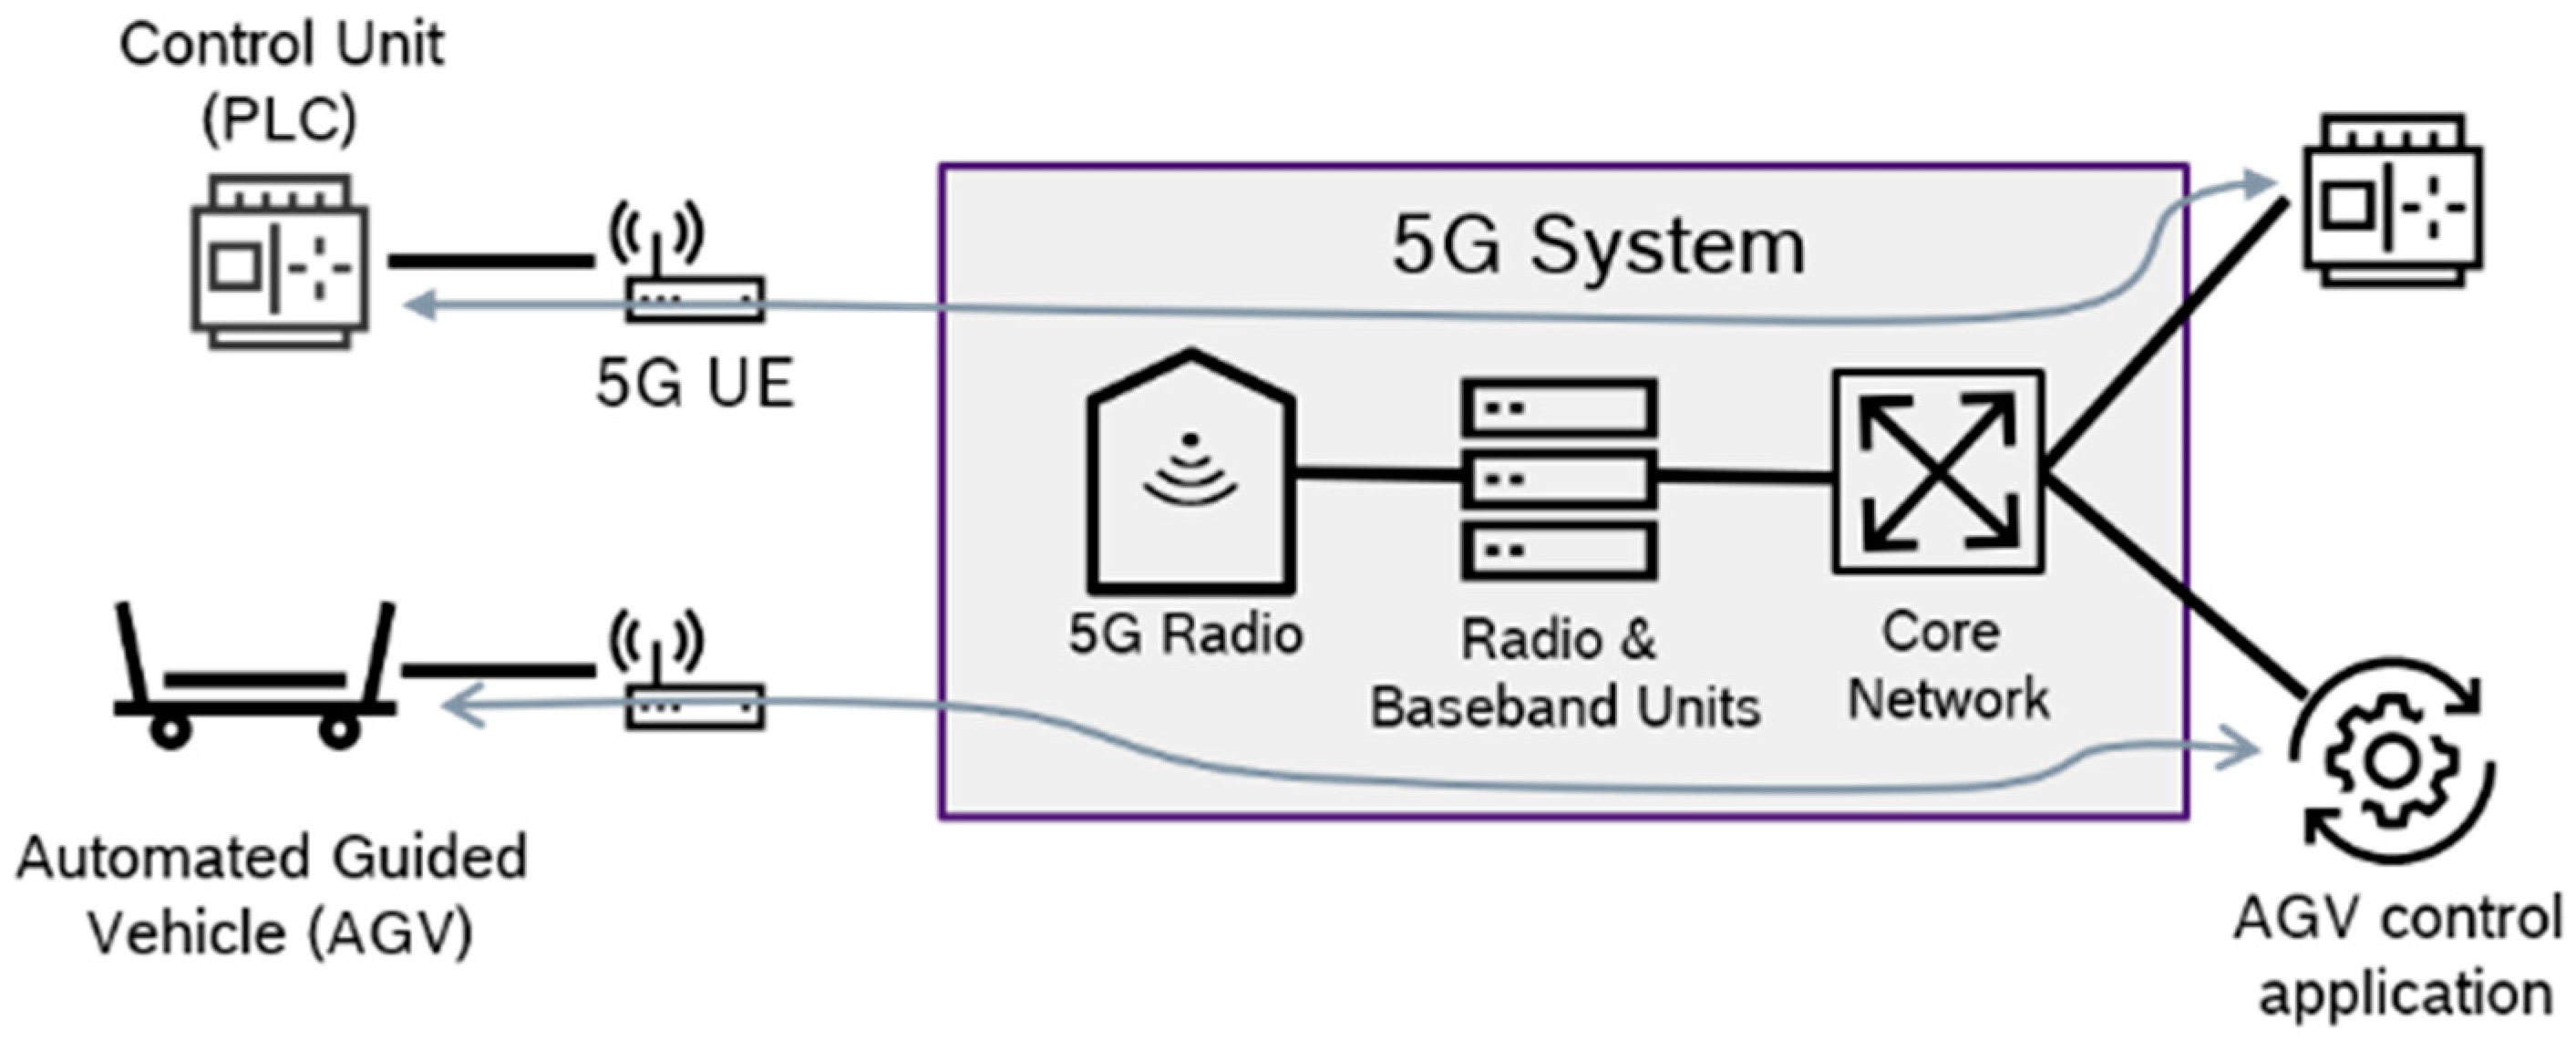 Control Unit
(PLC)
5G UE
5G System
5G Radio
Radio &
Baseband Units
Core
Network
Automated Guided
Vehicle (AGV)
AGV control
application